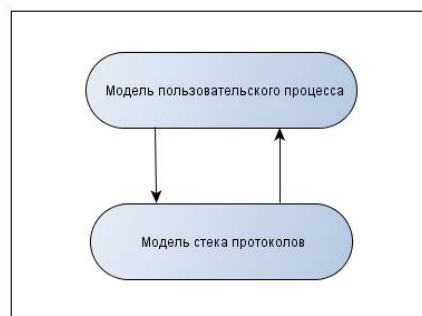 Модель пользовательского процесса
Модель стека протоколов